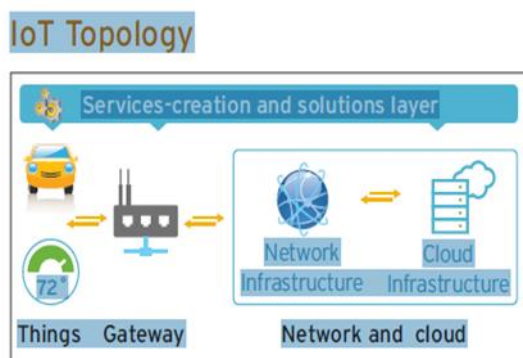 IoT Topology
Services-creation and solutions layer
72°
Network Infrastructure
Cloud Infrastructure
Things Gateway Network and cloud